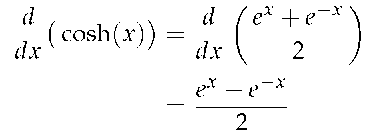 d/dx (cosh(x)) = d/dx ((e^x + e^{-x})/2)
− (e^x − e^{-x})/2